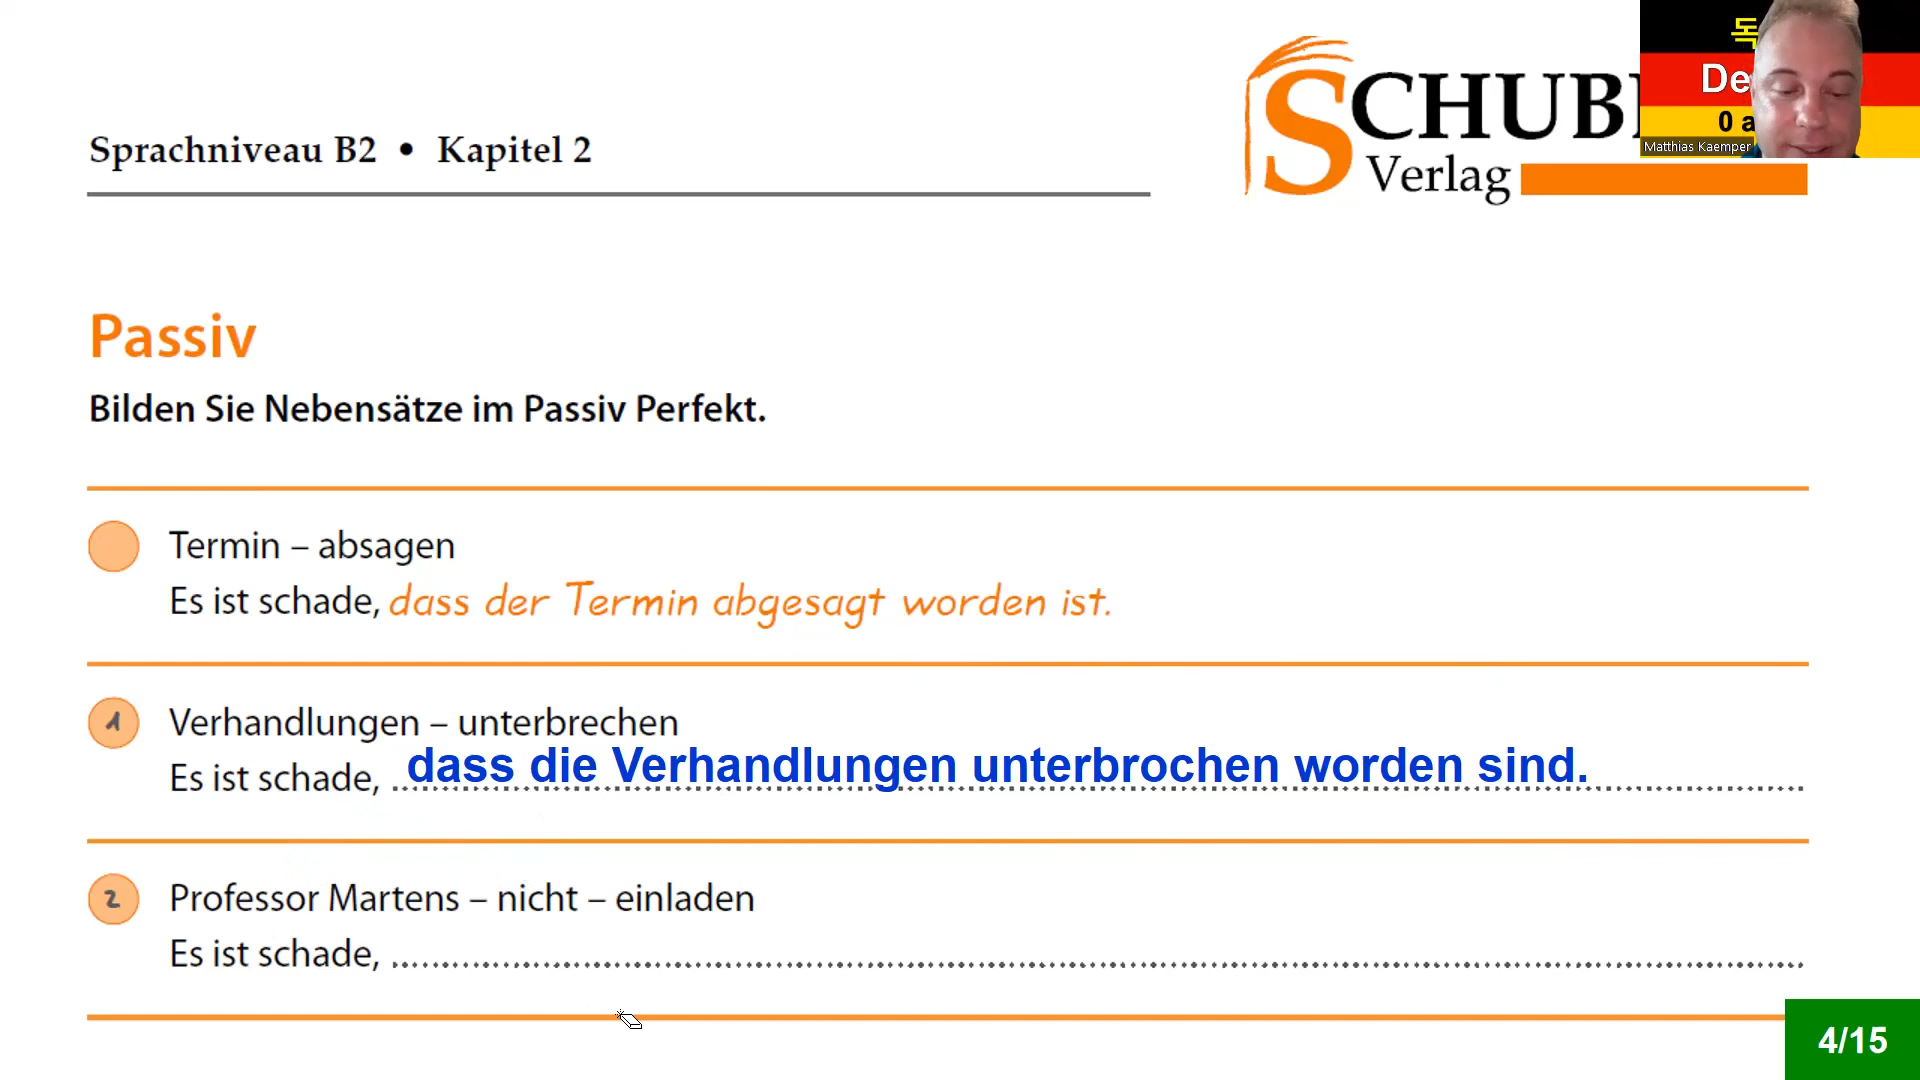 독
De
0 a
Matthias Kaemper
SCHUB
Verlag
Sprachniveau B2 • Kapitel 2
Passiv
Bilden Sie Nebensätze im Passiv Perfekt.
Termin – absagen
Es ist schade, dass der Termin abgesagt worden ist.
1 Verhandlungen – unterbrechen
Es ist schade, dass die Verhandlungen unterbrochen worden sind.
2 Professor Martens – nicht – einladen
Es ist schade,
4/15